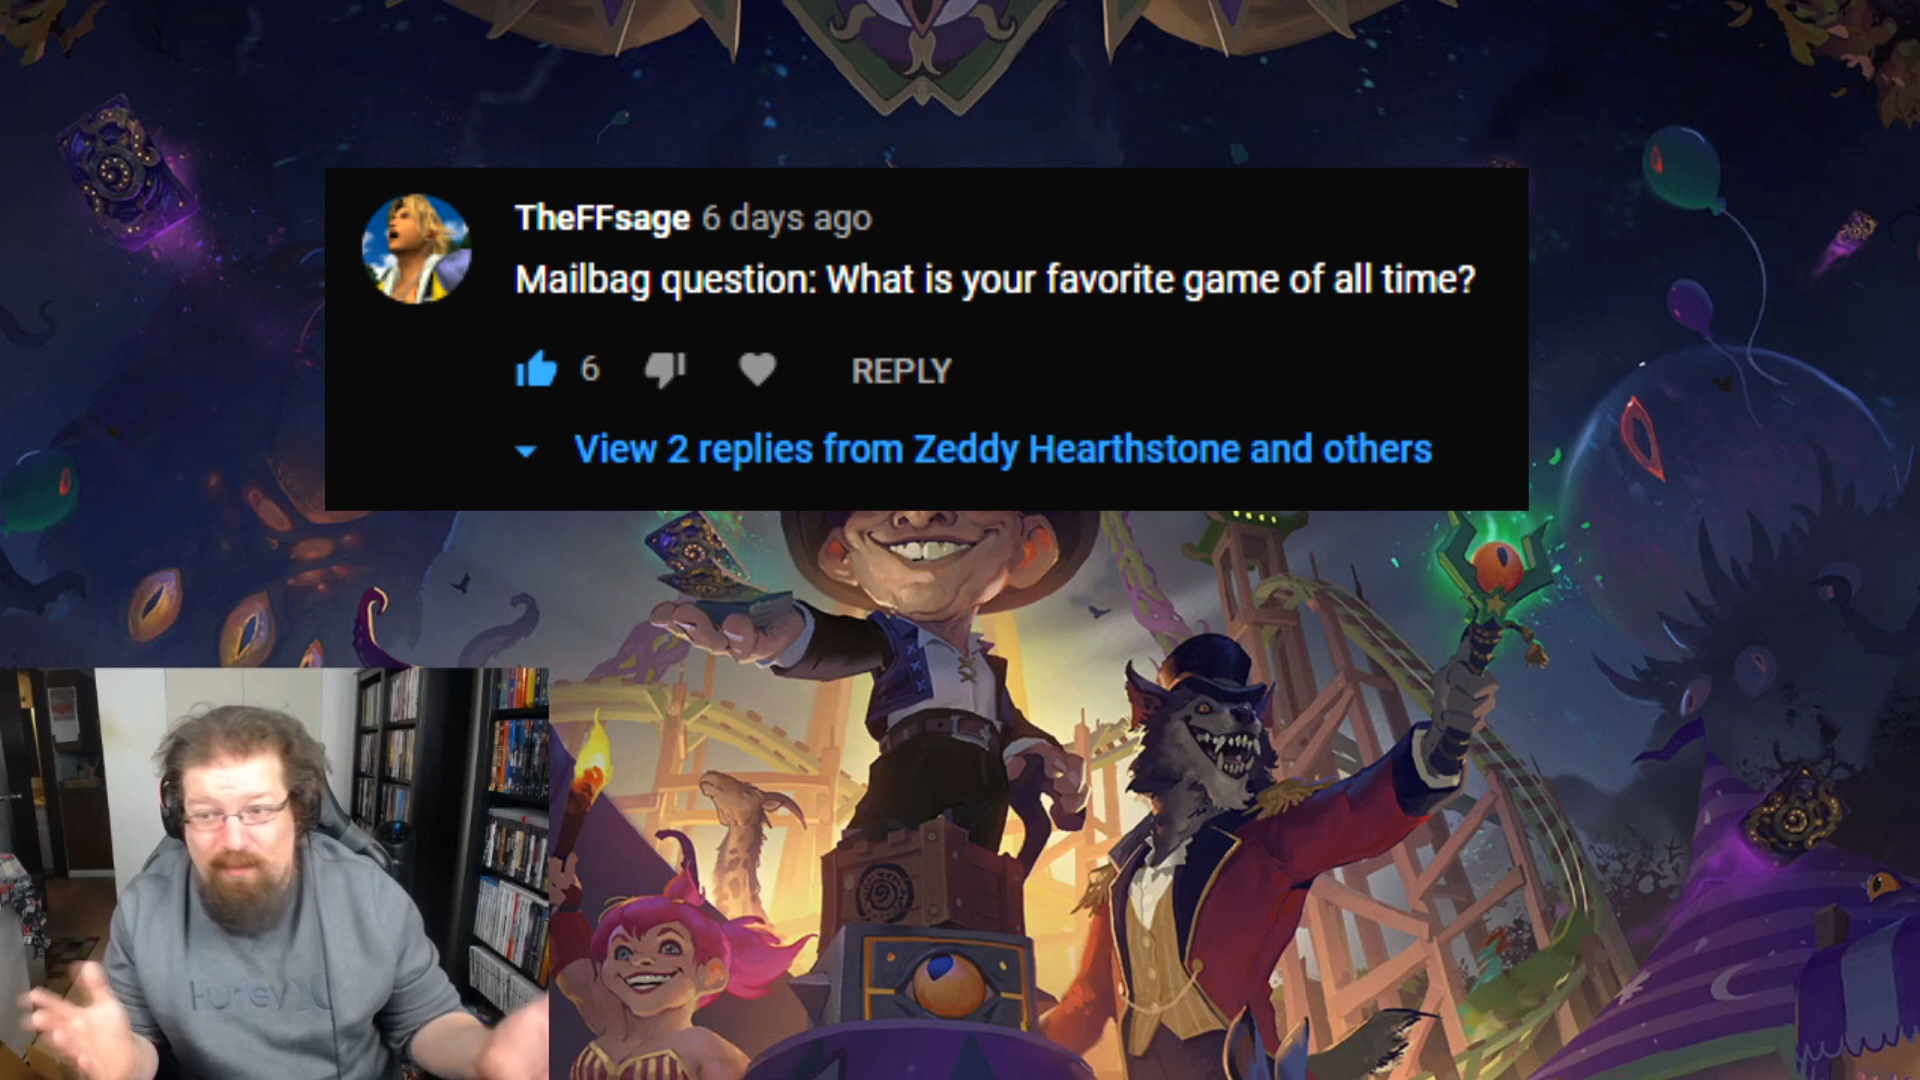 TheFFsage 6 days ago
Mailbag question: What is your favorite game of all time?
6 REPLY
View 2 replies from Zeddy Hearthstone and others
Hurley